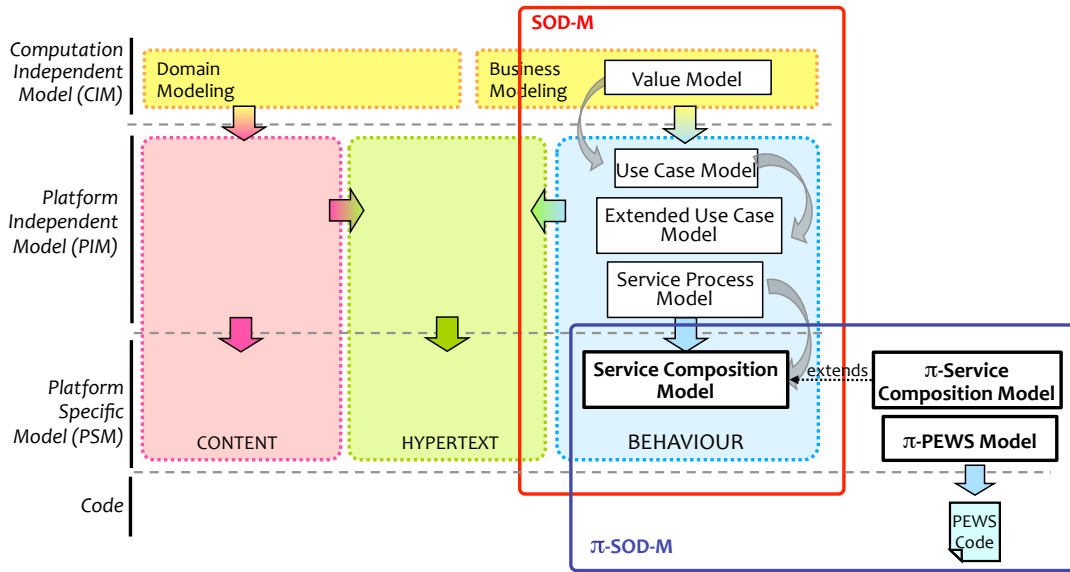 SOD-M
Computation
Independent
Model (CIM)
Domain
Modeling
Business
Modeling
Value Model
Platform
Independent
Model (PIM)
Use Case Model
Extended Use Case
Model
Service Process
Model
Platform
Specific
Model (PSM)
Service Composition
Model
extends
π-Service
Composition Model
π-PEWS Model
CONTENT
HYPERTEXT
BEHAVIOUR
Code
PEWS
Code
π-SOD-M